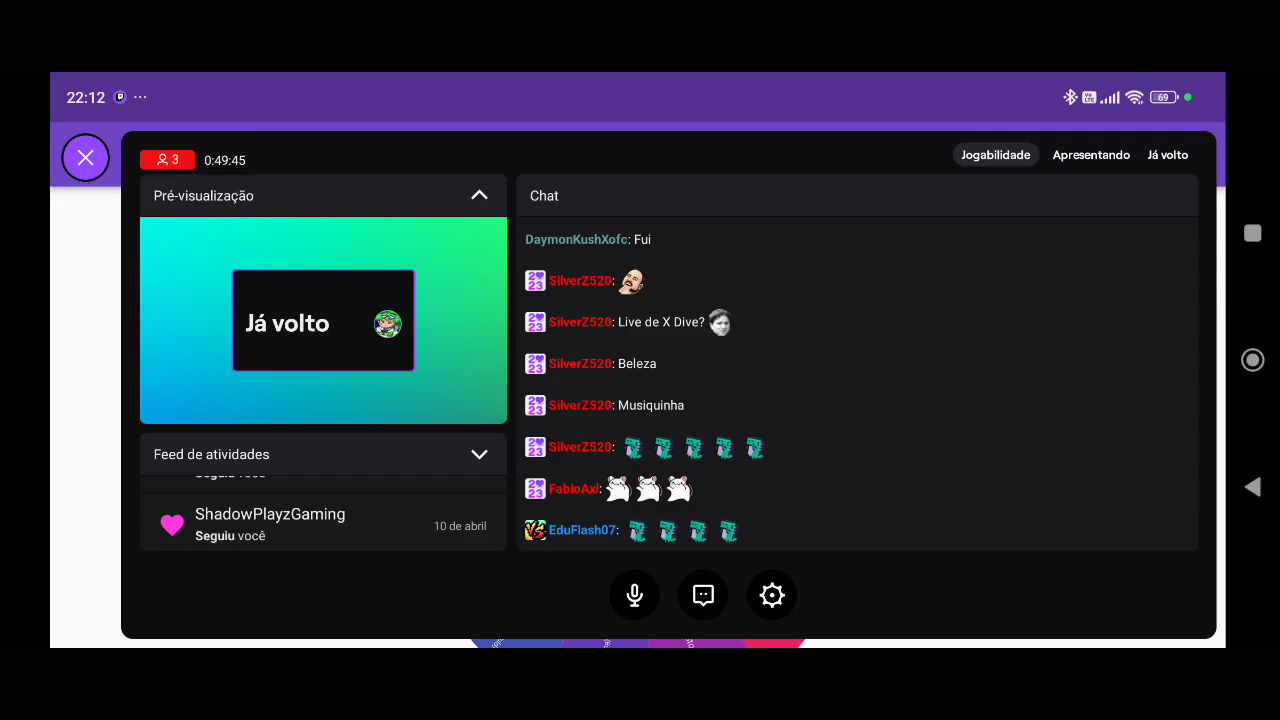 22:12 ...
69
3 0:49:45
Jogabilidade Apresentando Já volto
Pré-visualização
Já volto
Feed de atividades
ShadowPlayzGaming
Seguiu você
10 de abril
Chat
DaymonKushXofc: Fui
SilverZ520:
SilverZ520: Live de X Dive?
SilverZ520: Beleza
SilverZ520: Musiquinha
SilverZ520:
FabioAxl:
EduFlash07: